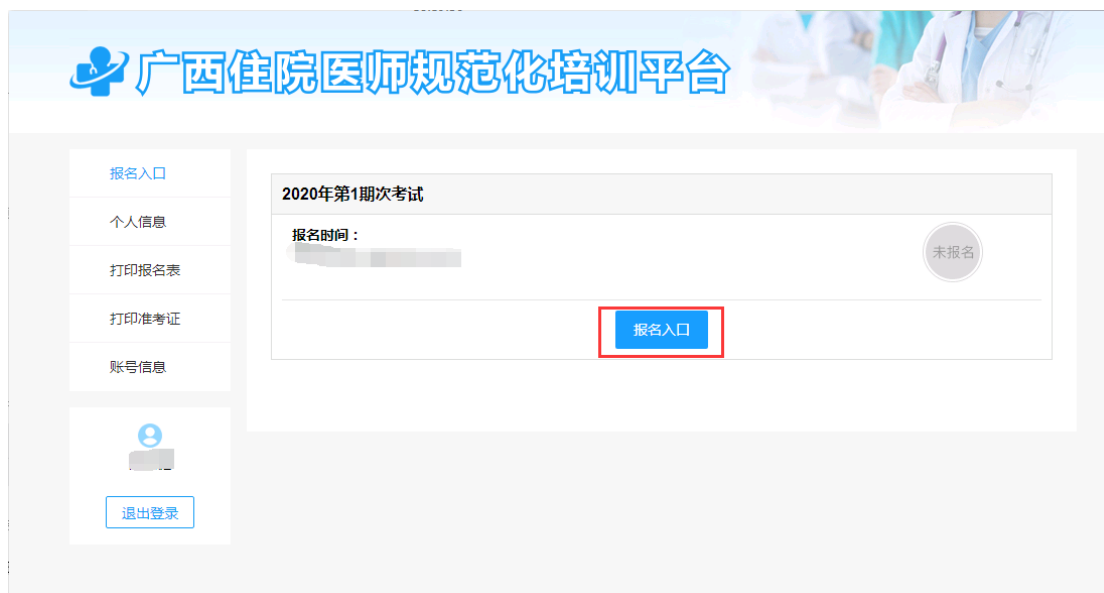 广西住院医师规范化培训平台
报名入口
个人信息
打印报名表
打印准考证
账号信息
退出登录
2020年第1期次考试
报名时间：
未报名
报名入口